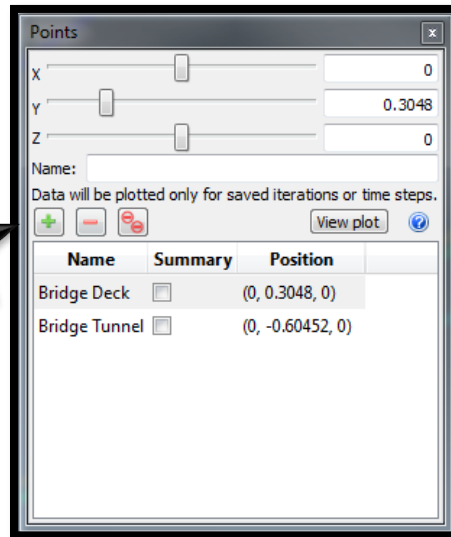 Points
x
X 0
Y 0.3048
Z 0
Name:
Data will be plotted only for saved iterations or time steps.
View plot ?
Name Summary Position
Bridge Deck (0, 0.3048, 0)
Bridge Tunnel (0, -0.60452, 0)